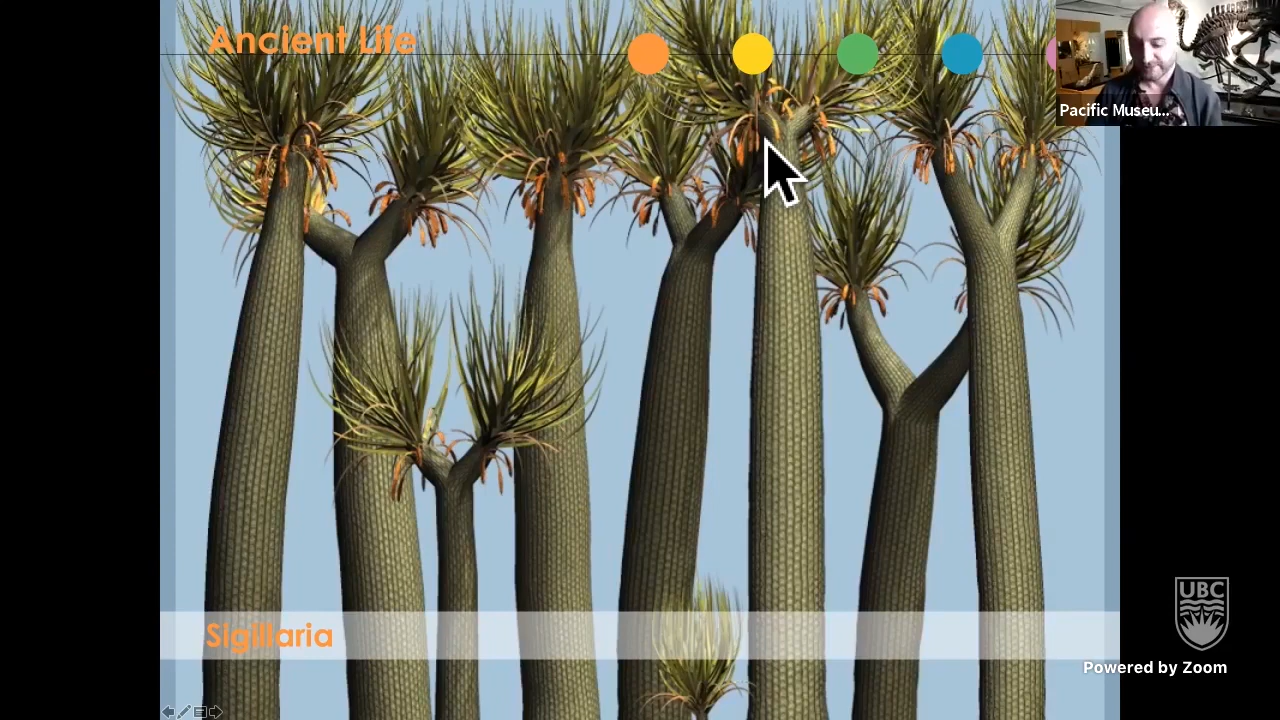 Ancient Life
Pacific Museu...
Sigillaria
UBC
Powered by Zoom